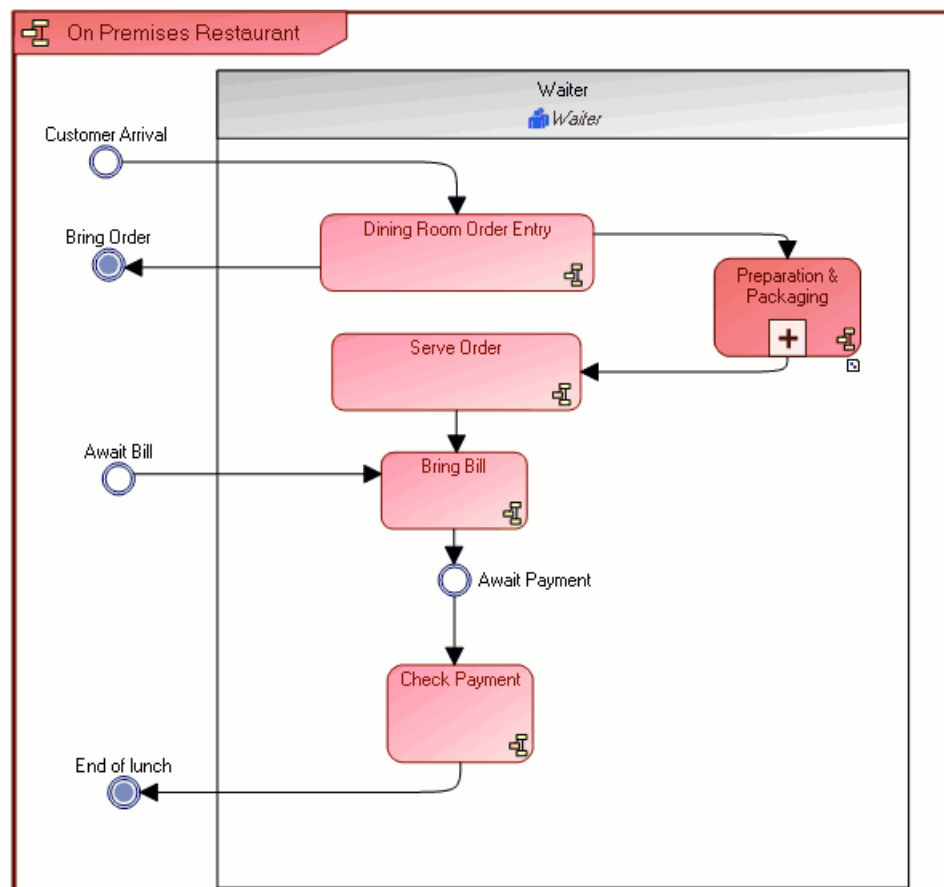 On Premises Restaurant
Waiter
Waiter
Customer Arrival
Dining Room Order Entry
Bring Order
Preparation &
Packaging
Serve Order
Await Bill
Bring Bill
Await Payment
Check Payment
End of lunch